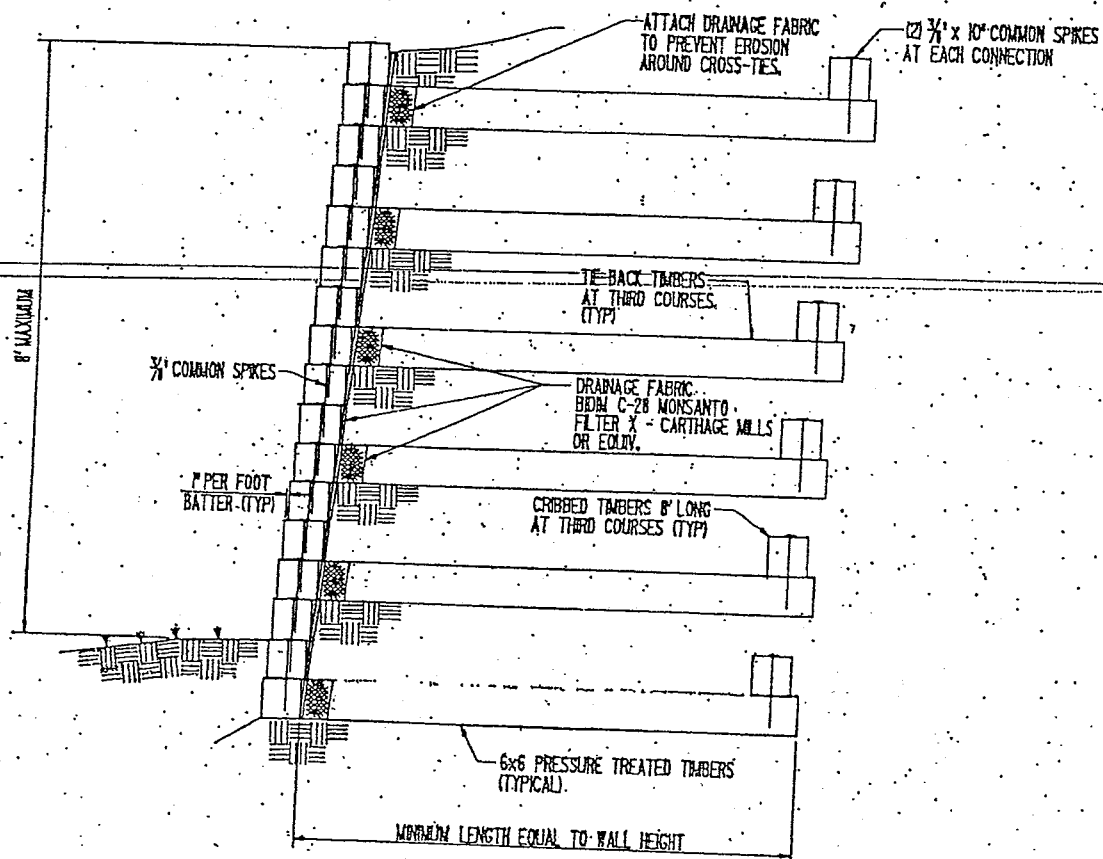 ATTACH DRAINAGE FABRIC
TO PREVENT EROSION
AROUND CROSS-TIES.
(2) 3/8" x 10" COMMON SPIKES
AT EACH CONNECTION
8' MAXIMUM
TIE BACK TIMBERS
AT THIRD COURSES.
(TYP)
3/8" COMMON SPIKES
DRAINAGE FABRIC
BIDIM C-28 MONSANTO
FILTER X - CARTHAGE MILLS
OR EQUIV.
1" PER FOOT
BATTER (TYP)
CRIBBED TIMBERS 8' LONG
AT THIRD COURSES (TYP)
6x6 PRESSURE TREATED TIMBERS
(TYPICAL).
MINIMUM LENGTH EQUAL TO WALL HEIGHT